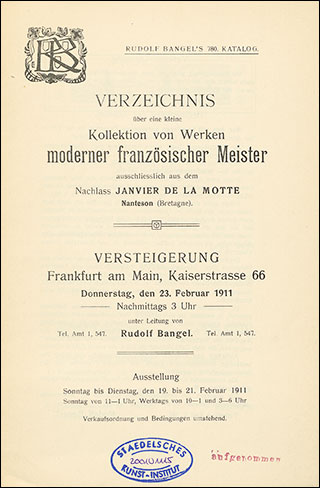 RUDOLF BANGEL'S 780. KATALOG.
VERZEICHNIS
über eine kleine
Kollektion von Werken
moderner französischer Meister
ausschliesslich aus dem
Nachlass JANVIER DE LA MOTTE
Nanteson (Bretagne).
VERSTEIGERUNG
Frankfurt am Main, Kaiserstrasse 66
Donnerstag, den 23. Februar 1911
Nachmittags 3 Uhr
unter Leitung von
Tel. Amt 1, 547. Rudolf Bangel. Tel. Amt 1, 547.
Ausstellung
Sonntag bis Dienstag, den 19. bis 21. Februar 1911
Sonntag von 11—1 Uhr, Werktags von 10—1 und 3—6 Uhr
Verkaufsordnung und Bedingungen umstehend.
STAEDELSCHES
KUNST-INSTITUT
aufgenommen